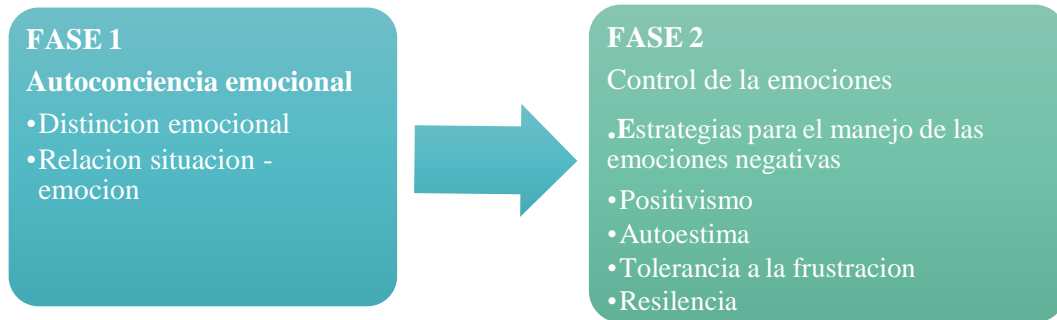 FASE 1
Autoconciencia emocional
•Distincion emocional
•Relacion situacion -
emocion
FASE 2
Control de la emociones
.Estrategias para el manejo de las
emociones negativas
•Positivismo
•Autoestima
•Tolerancia a la frustracion
•Resilencia